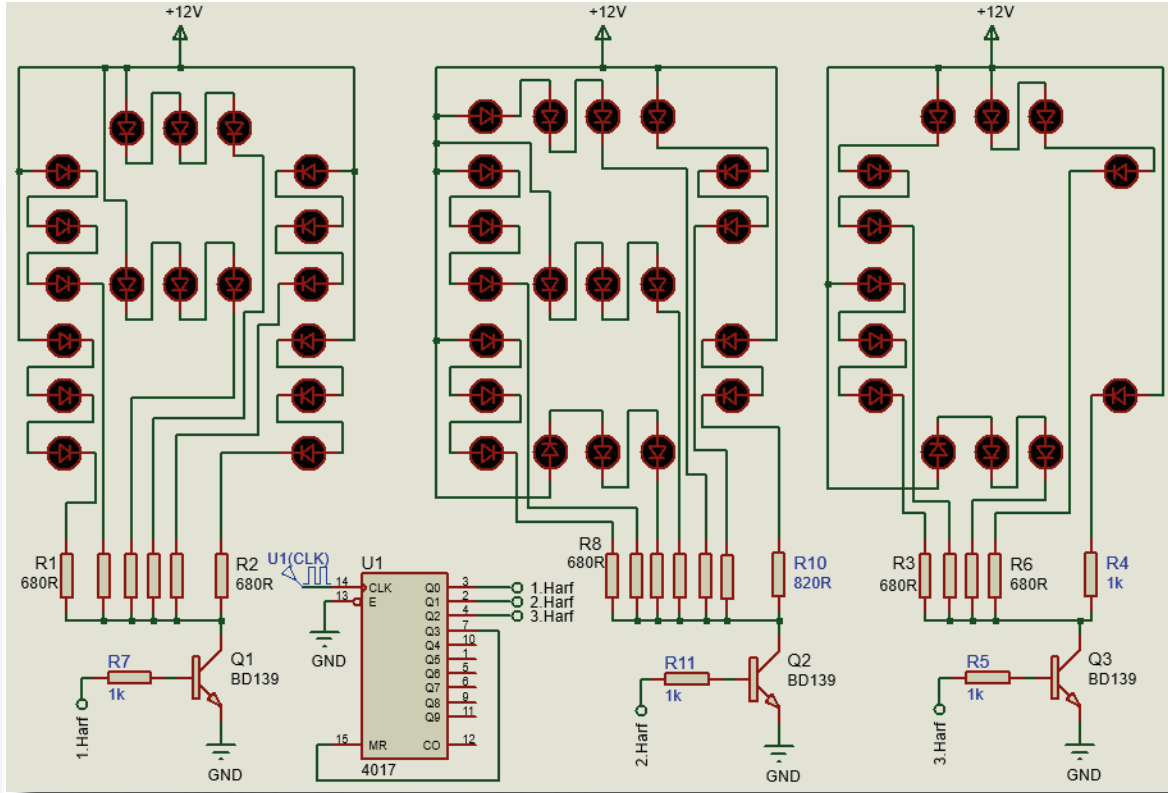 +12V +12V +12V
R1 680R
R2 680R
U1(CLK)
U1
14 CLK Q0 3 1.Harf
13 E Q1 2 2.Harf
Q2 4 3.Harf
Q3 7
Q4 10
Q5 1
Q6 5
Q7 6
Q8 9
Q9 11
15 MR CO 12
4017
GND
R8 680R
R10 820R
R3 680R
R6 680R
R4 1k
R7 1k
Q1 BD139
1.Harf
GND
R11 1k
Q2 BD139
2.Harf
GND
R5 1k
Q3 BD139
3.Harf
GND